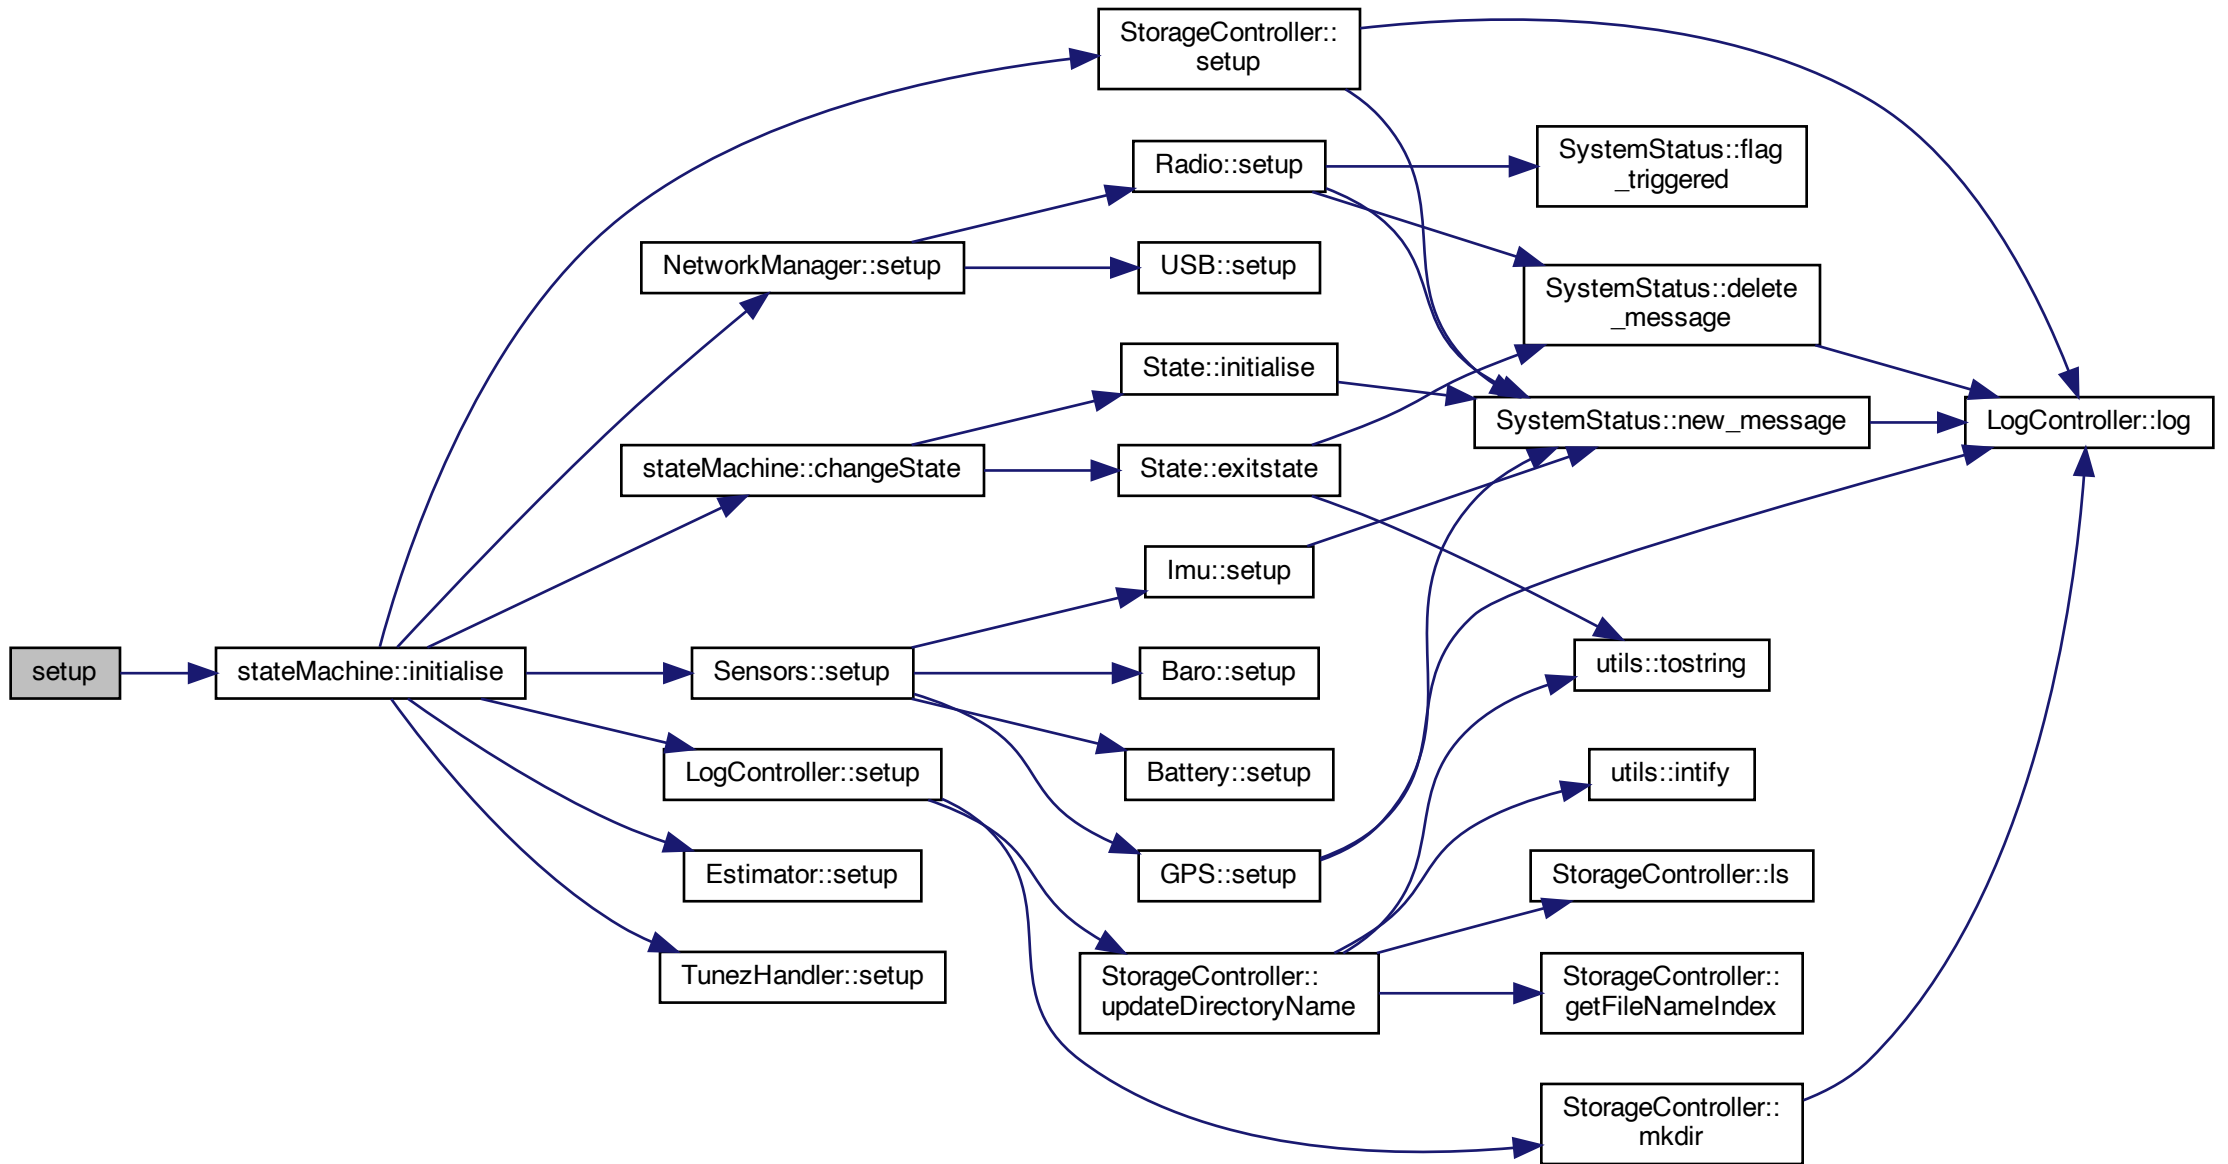 setup
stateMachine::initialise
StorageController::
setup
NetworkManager::setup
stateMachine::changeState
Sensors::setup
LogController::setup
Estimator::setup
TunezHandler::setup
Radio::setup
USB::setup
State::initialise
State::exitstate
Imu::setup
Baro::setup
Battery::setup
GPS::setup
StorageController::
updateDirectoryName
SystemStatus::flag
_triggered
SystemStatus::delete
_message
SystemStatus::new_message
utils::tostring
utils::intify
StorageController::ls
StorageController::
getFileNameIndex
StorageController::
mkdir
LogController::log